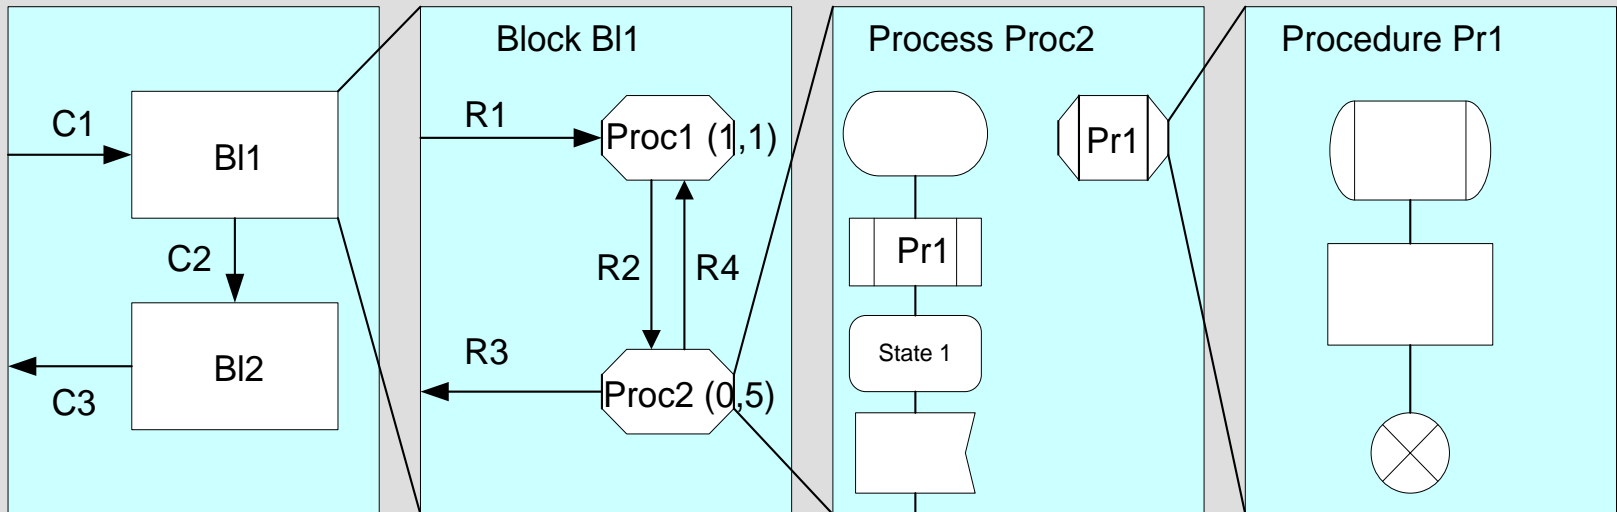 C1
Bl1
C2
Bl2
C3
Block Bl1
R1
Proc1 (1,1)
R2
R4
R3
Proc2 (0,5)
Process Proc2
Pr1
Pr1
State 1
Procedure Pr1